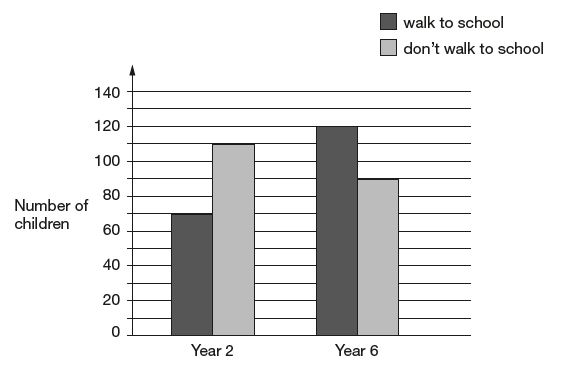 walk to school
don't walk to school
140
120
100
80
60
40
20
0
Number of
children
Year 2
Year 6